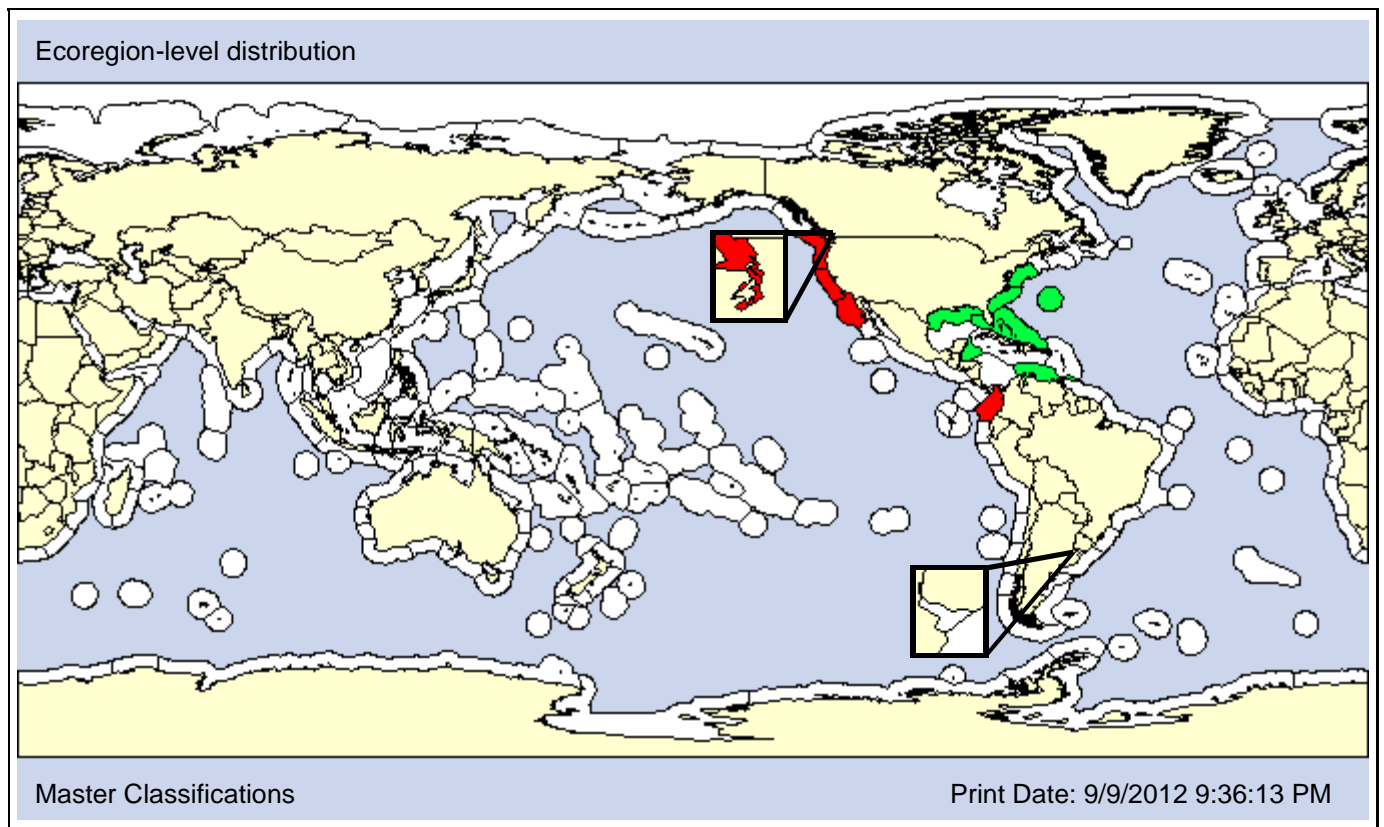 Ecoregion-level distribution
Master Classifications
Print Date: 9/9/2012 9:36:13 PM